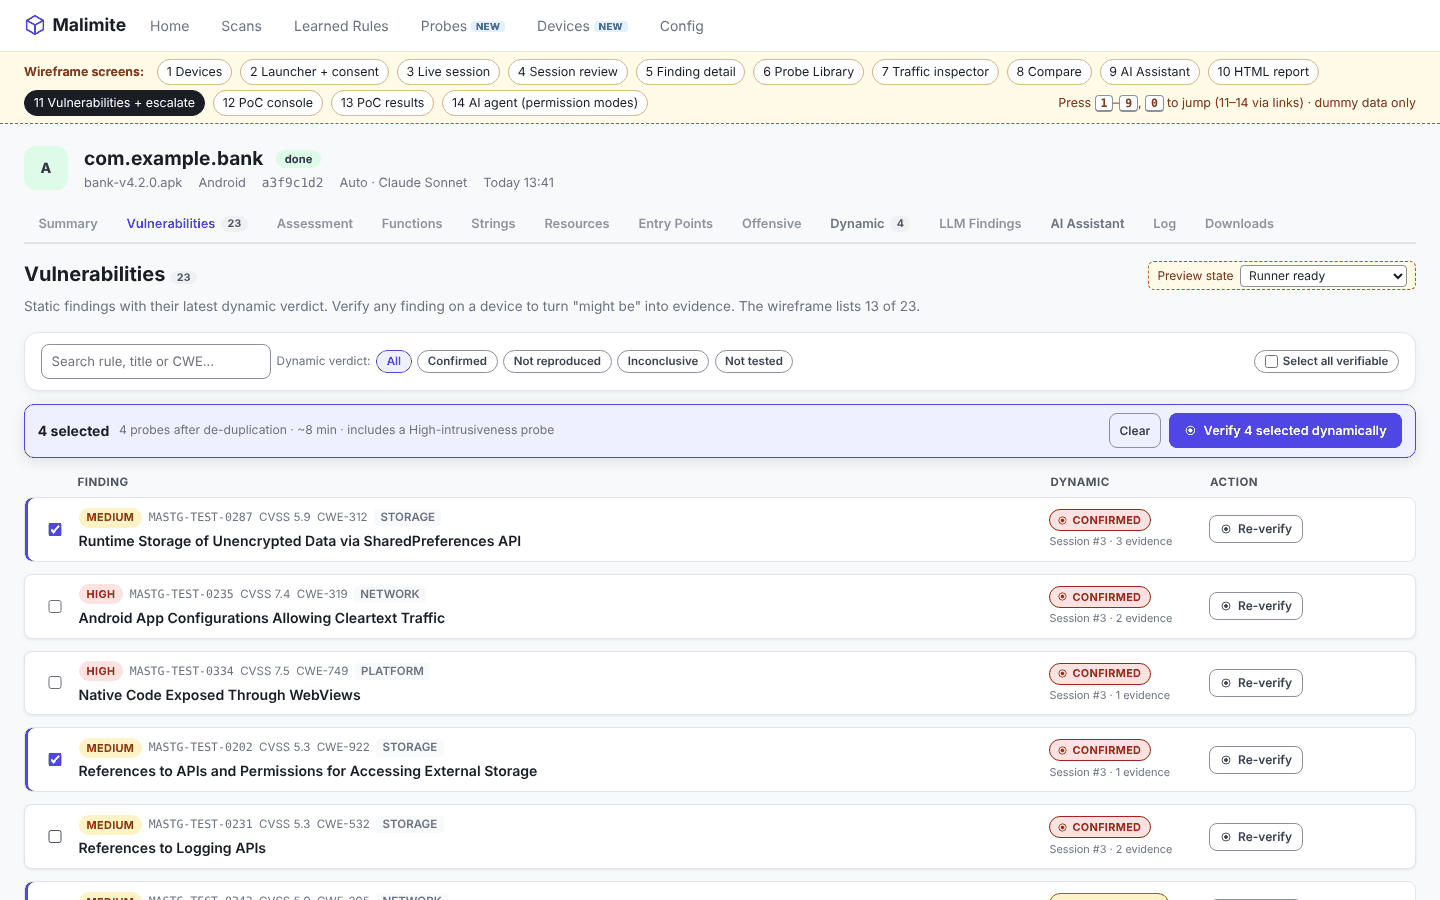 Malimite Home Scans Learned Rules Probes NEW Devices NEW Config
Wireframe screens: 1 Devices 2 Launcher + consent 3 Live session 4 Session review 5 Finding detail 6 Probe Library 7 Traffic inspector 8 Compare 9 AI Assistant 10 HTML report
11 Vulnerabilities + escalate 12 PoC console 13 PoC results 14 AI agent (permission modes) Press 1–9, 0 to jump (11–14 via links) · dummy data only
A com.example.bank done
bank-v4.2.0.apk Android a3f9c1d2 Auto · Claude Sonnet Today 13:41
Summary Vulnerabilities 23 Assessment Functions Strings Resources Entry Points Offensive Dynamic 4 LLM Findings AI Assistant Log Downloads
Vulnerabilities 23 Preview state Runner ready
Static findings with their latest dynamic verdict. Verify any finding on a device to turn "might be" into evidence. The wireframe lists 13 of 23.
Search rule, title or CWE... Dynamic verdict: All Confirmed Not reproduced Inconclusive Not tested Select all verifiable
4 selected 4 probes after de-duplication · ~8 min · includes a High-intrusiveness probe Clear Verify 4 selected dynamically
FINDING DYNAMIC ACTION
MEDIUM MASTG-TEST-0287 CVSS 5.9 CWE-312 STORAGE CONFIRMED Re-verify
Runtime Storage of Unencrypted Data via SharedPreferences API Session #3 · 3 evidence
HIGH MASTG-TEST-0235 CVSS 7.4 CWE-319 NETWORK CONFIRMED Re-verify
Android App Configurations Allowing Cleartext Traffic Session #3 · 2 evidence
HIGH MASTG-TEST-0334 CVSS 7.5 CWE-749 PLATFORM CONFIRMED Re-verify
Native Code Exposed Through WebViews Session #3 · 1 evidence
MEDIUM MASTG-TEST-0202 CVSS 5.3 CWE-922 STORAGE CONFIRMED Re-verify
References to APIs and Permissions for Accessing External Storage Session #3 · 1 evidence
MEDIUM MASTG-TEST-0231 CVSS 5.3 CWE-532 STORAGE CONFIRMED Re-verify
References to Logging APIs Session #3 · 2 evidence